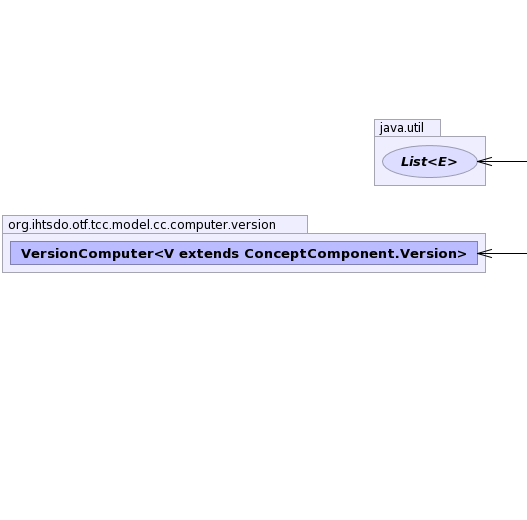 java.util
List<E>
org.ihtsdo.otf.tcc.model.cc.computer.version
VersionComputer<V extends ConceptComponent.Version>